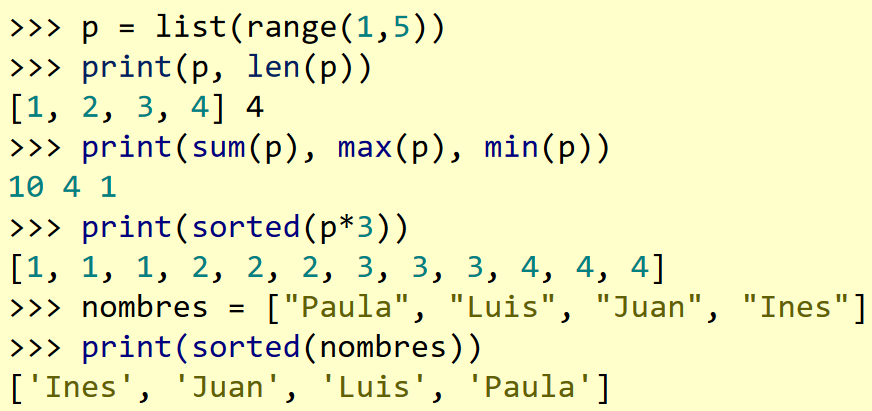 >>> p = list(range(1,5))
>>> print(p, len(p))
[1, 2, 3, 4] 4
>>> print(sum(p), max(p), min(p))
10 4 1
>>> print(sorted(p*3))
[1, 1, 1, 2, 2, 2, 3, 3, 3, 4, 4, 4]
>>> nombres = ["Paula", "Luis", "Juan", "Ines"]
>>> print(sorted(nombres))
['Ines', 'Juan', 'Luis', 'Paula']